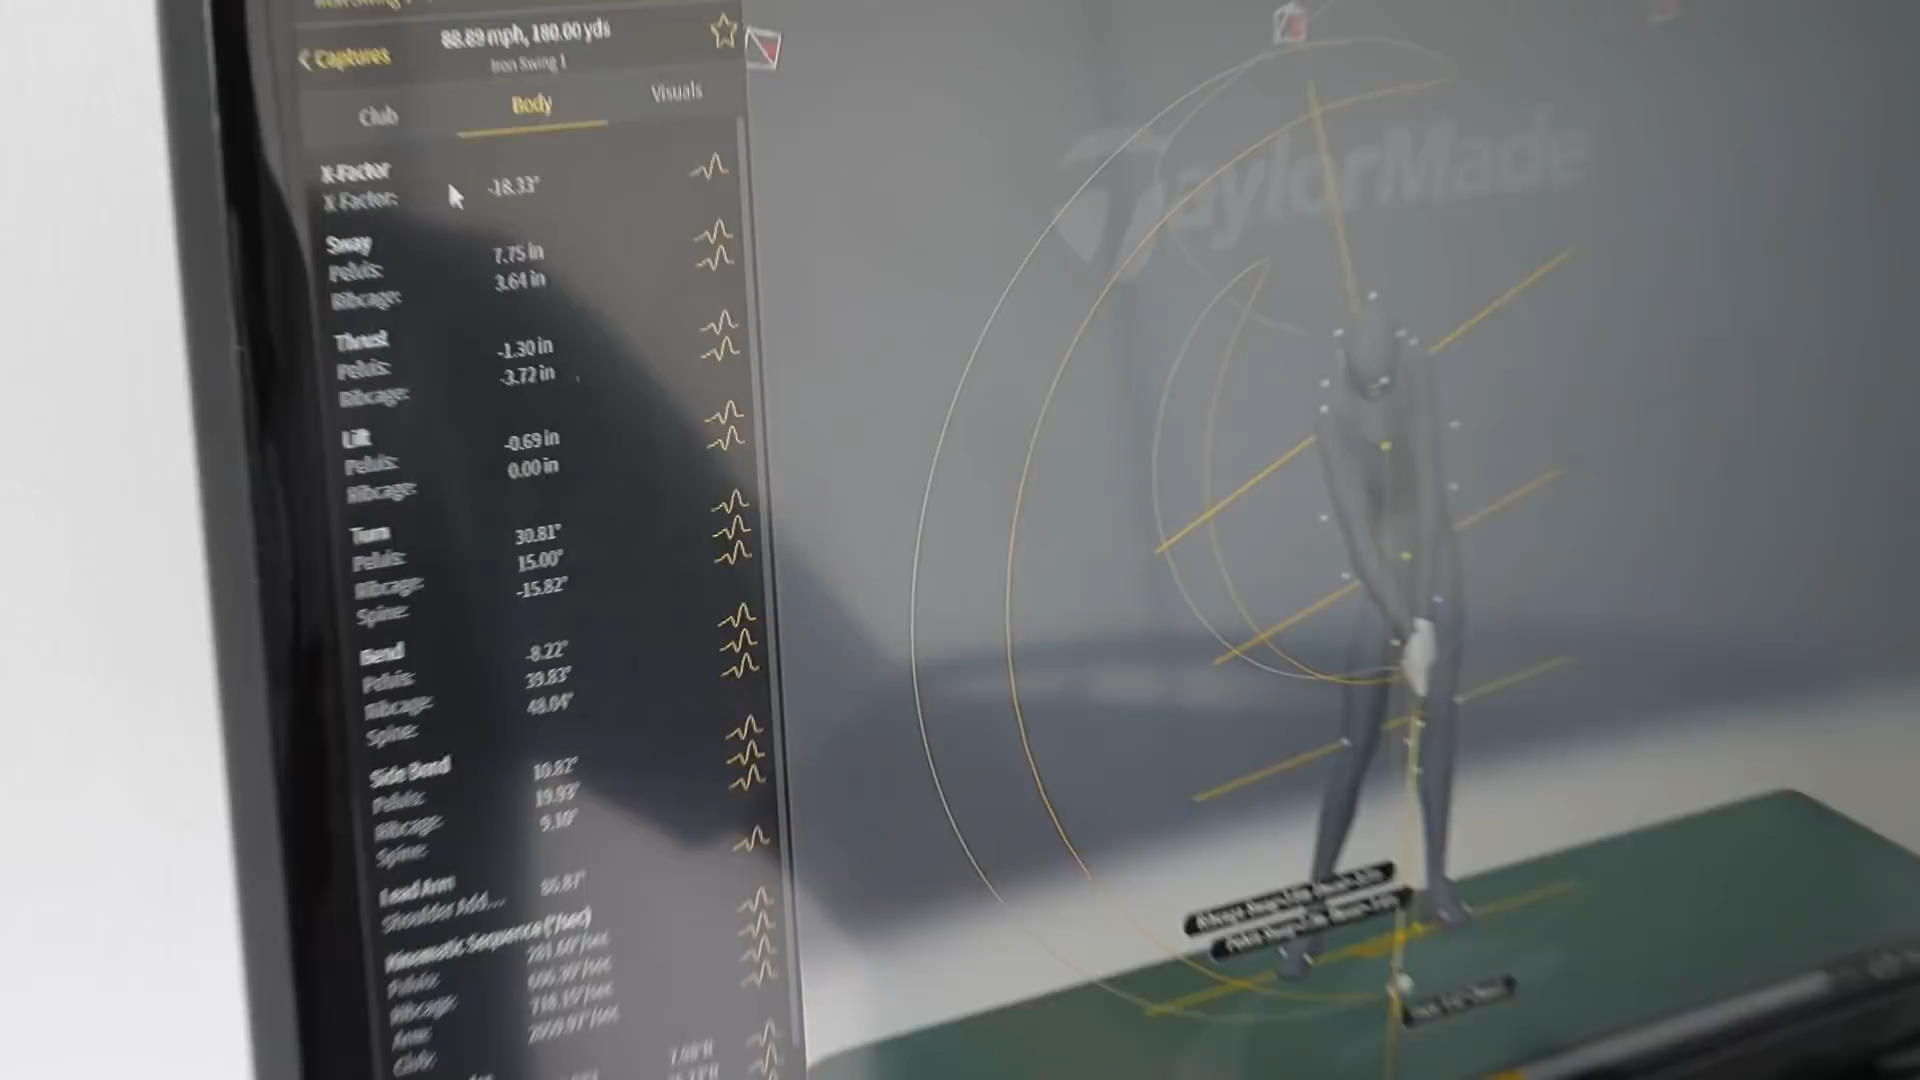 88.89 mph, 180.00 yds
Captures
Iron Swing 1
Club
Body
Visuals
X-Factor
X Factor: -18.33°
Sway
Pelvis: 7.75 in
Ribcage: 3.64 in
Thrust
Pelvis: -1.30 in
Ribcage: -3.72 in
Lift
Pelvis: -0.69 in
Ribcage: 0.00 in
Turn
Pelvis: 30.81°
Ribcage: 15.00°
Spine: -15.82°
Bend
Pelvis: -8.22°
Ribcage: 39.83°
Spine: 48.04°
Side Bend
Pelvis: 10.82°
Ribcage: 19.93°
Spine: 9.10°
Lead Arm
Shoulder Add... 86.87°
Kinematic Sequence (°/sec)
Pelvis:
Ribcage:
Arm:
Club:
TaylorMade